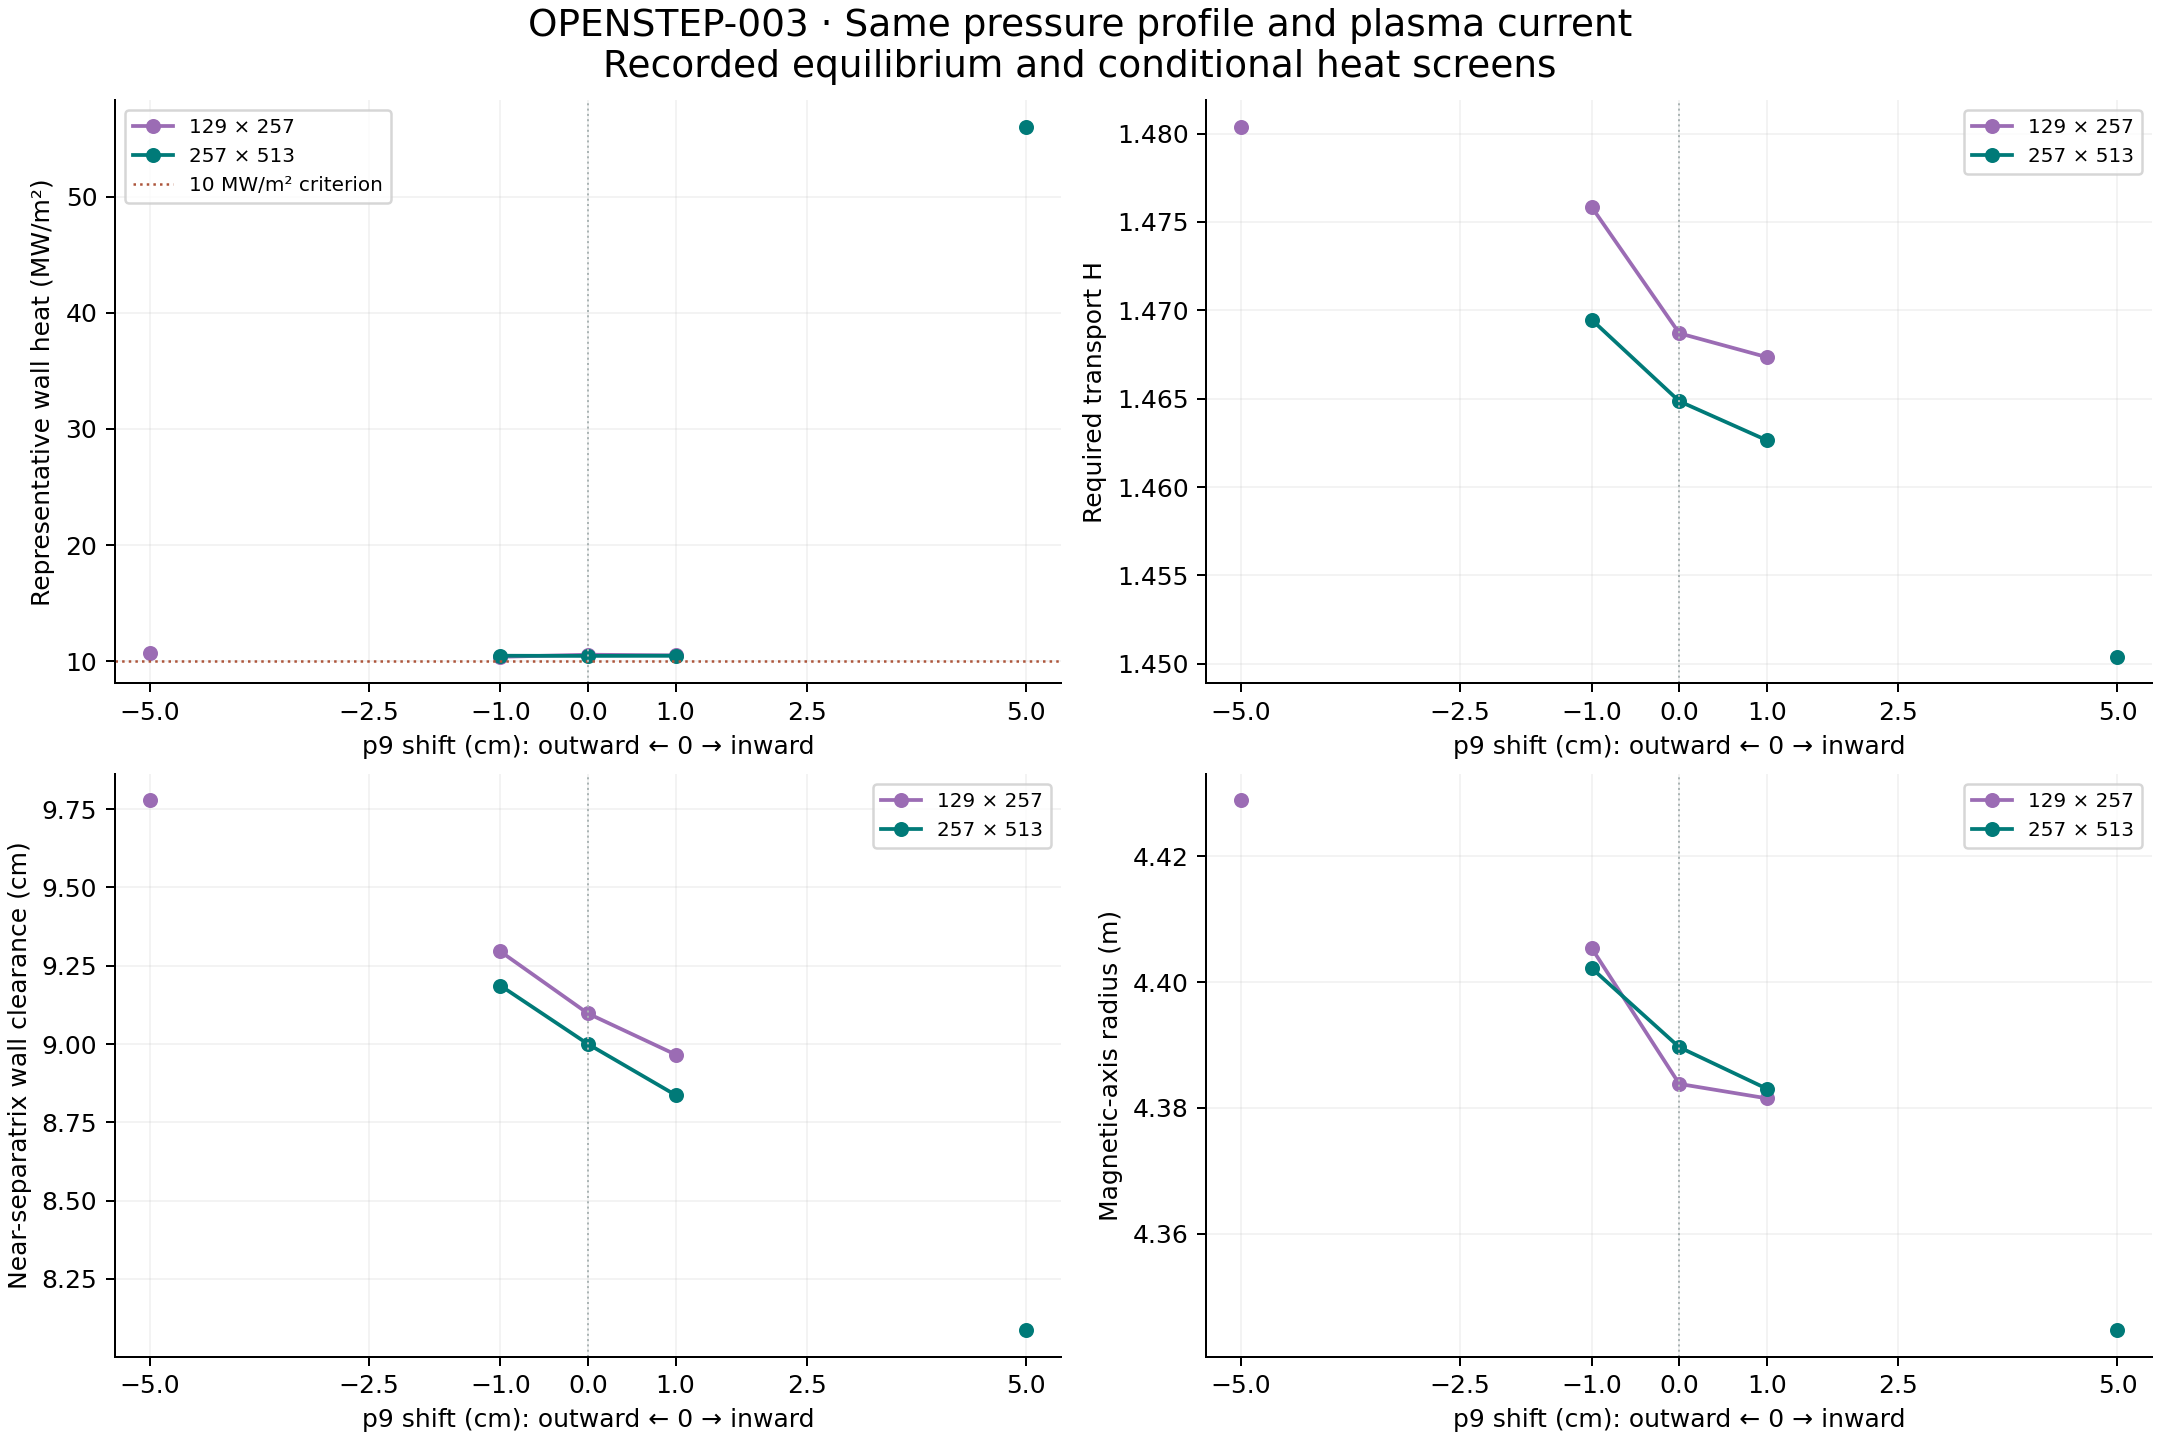 OPENSTEP-003 · Same pressure profile and plasma current
Recorded equilibrium and conditional heat screens
Representative wall heat (MW/m²)
50
40
30
20
10
129 × 257
257 × 513
10 MW/m² criterion
−5.0 −2.5 −1.0 0.0 1.0 2.5 5.0
p9 shift (cm): outward ← 0 → inward
Required transport H
1.480
1.475
1.470
1.465
1.460
1.455
1.450
129 × 257
257 × 513
−5.0 −2.5 −1.0 0.0 1.0 2.5 5.0
p9 shift (cm): outward ← 0 → inward
Near-separatrix wall clearance (cm)
9.75
9.50
9.25
9.00
8.75
8.50
8.25
129 × 257
257 × 513
−5.0 −2.5 −1.0 0.0 1.0 2.5 5.0
p9 shift (cm): outward ← 0 → inward
Magnetic-axis radius (m)
4.42
4.40
4.38
4.36
129 × 257
257 × 513
−5.0 −2.5 −1.0 0.0 1.0 2.5 5.0
p9 shift (cm): outward ← 0 → inward